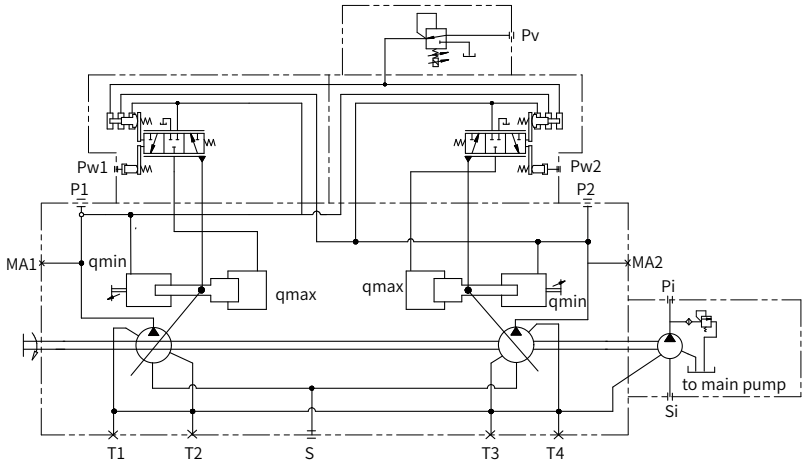 Pv
Pw1
Pw2
P1
P2
MA1
qmin
qmax
qmax
qmin
MA2
Pi
to main pump
Si
T1
T2
S
T3
T4